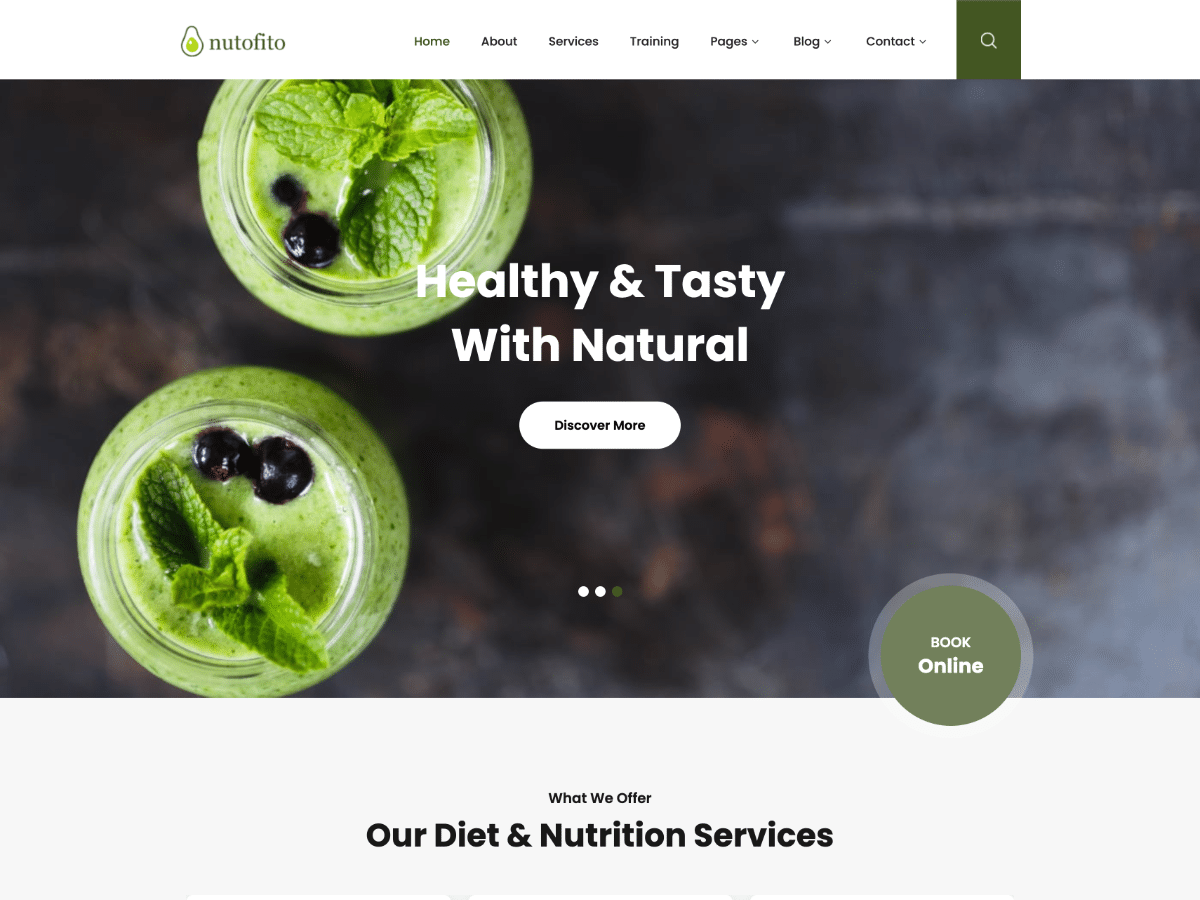 nutofito
Home About Services Training Pages Blog Contact
Healthy & Tasty
With Natural
Discover More
BOOK
Online
What We Offer
Our Diet & Nutrition Services